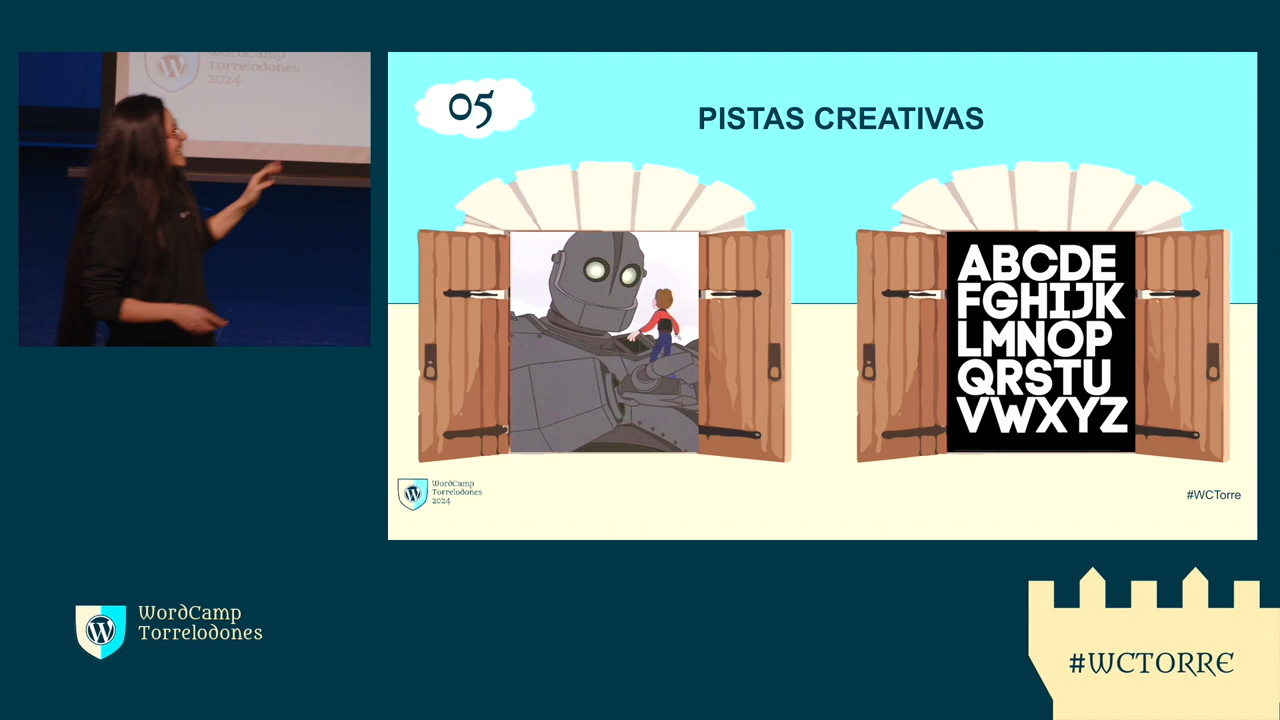 WordCamp
Torrelodones
2024
05
PISTAS CREATIVAS
ABCDE
FGHIJK
LMNOP
QRSTU
VWXYZ
WordCamp
Torrelodones
2024
#WCTorre
WordCamp
Torrelodones
#WCTORRE